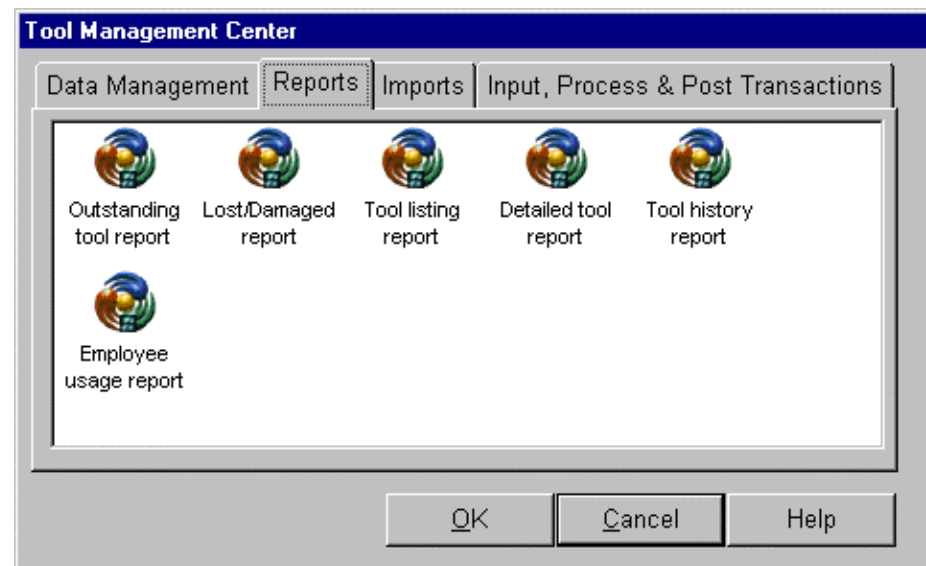 Tool Management Center
Data Management Reports Imports Input, Process & Post Transactions
Outstanding tool report
Lost/Damaged report
Tool listing report
Detailed tool report
Tool history report
Employee usage report
OK Cancel Help